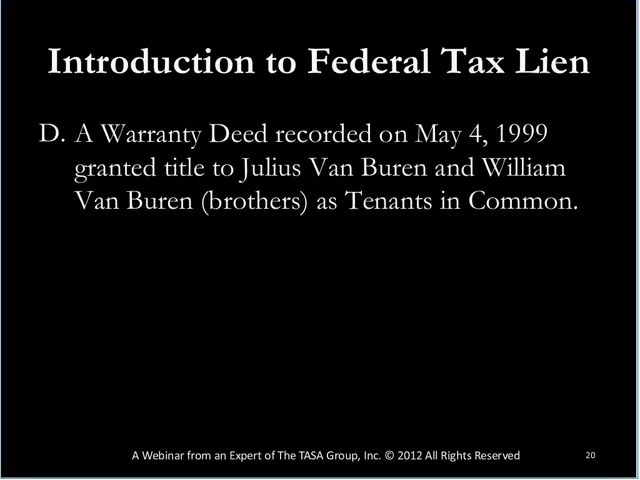 Introduction to Federal Tax Lien
D. A Warranty Deed recorded on May 4, 1999
granted title to Julius Van Buren and William
Van Buren (brothers) as Tenants in Common.
A Webinar from an Expert of The TASA Group, Inc. © 2012 All Rights Reserved
20